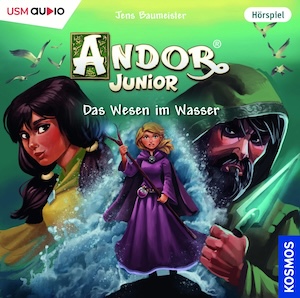 USM AUDIO
Jens Baumeister
Hörspiel
ANDOR®
JUNIOR
Das Wesen im Wasser
KOSMOS